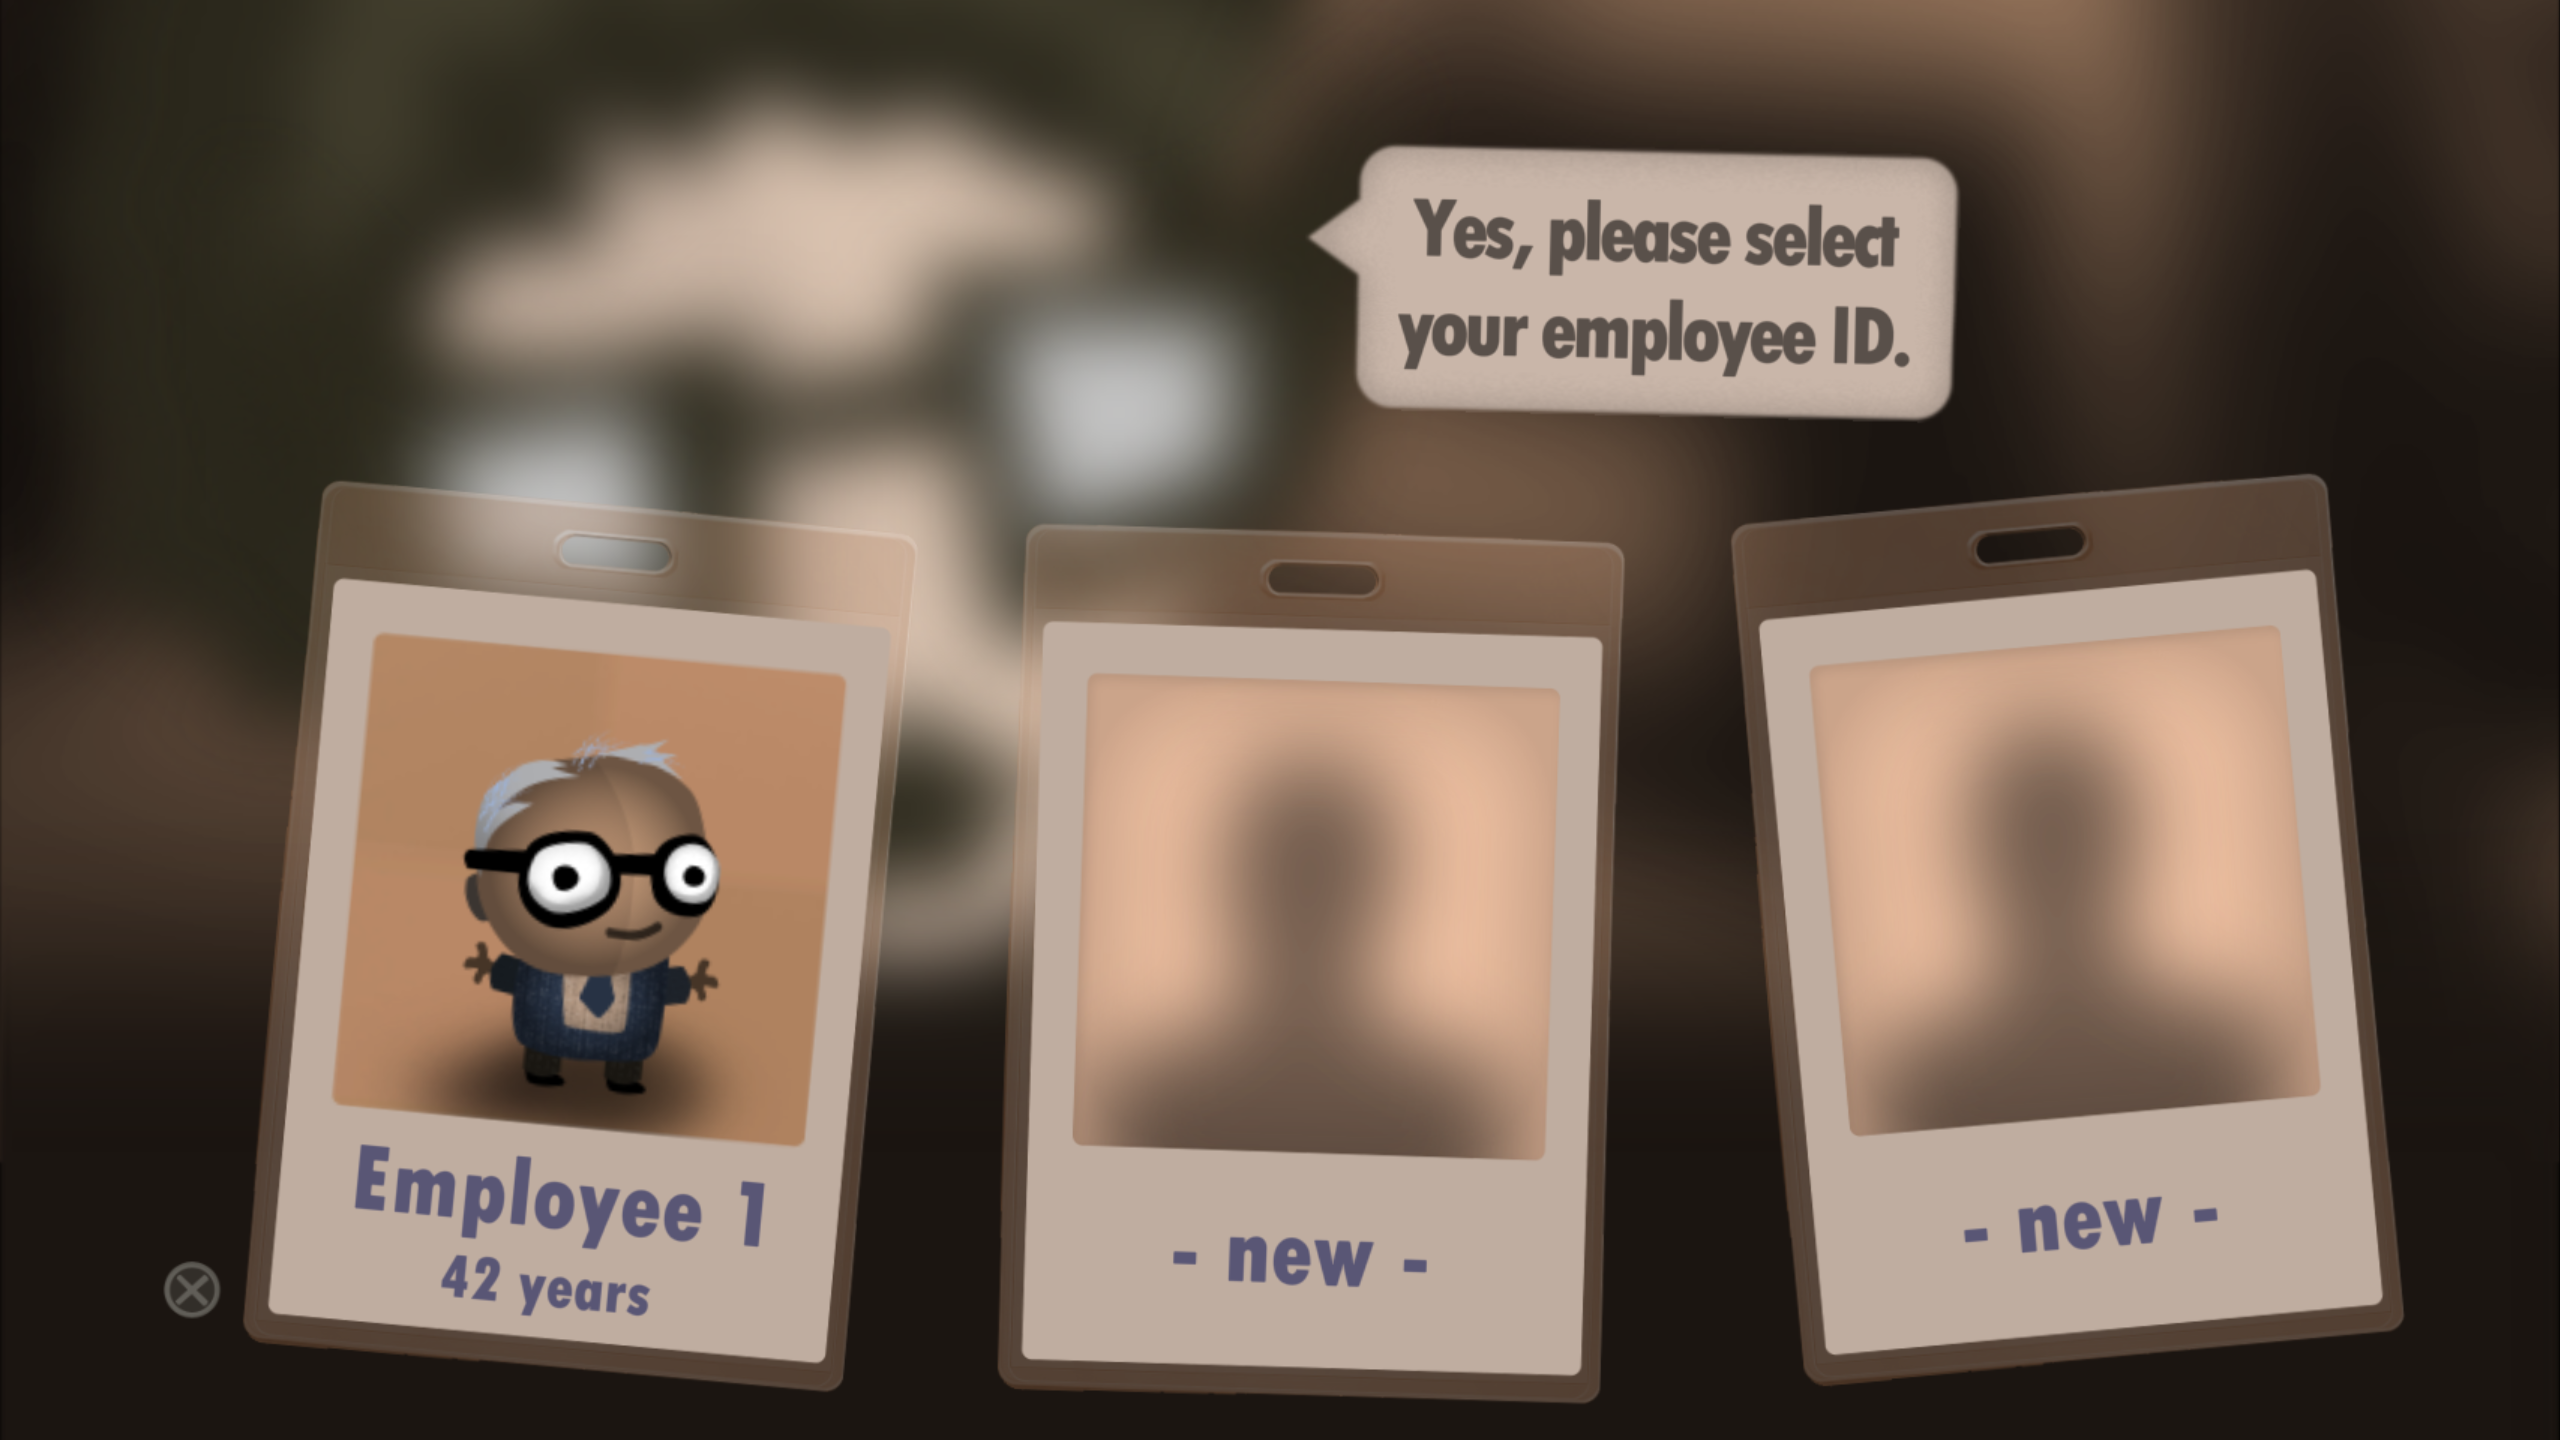 Yes, please select
your employee ID.
Employee 1
42 years
- new -
- new -